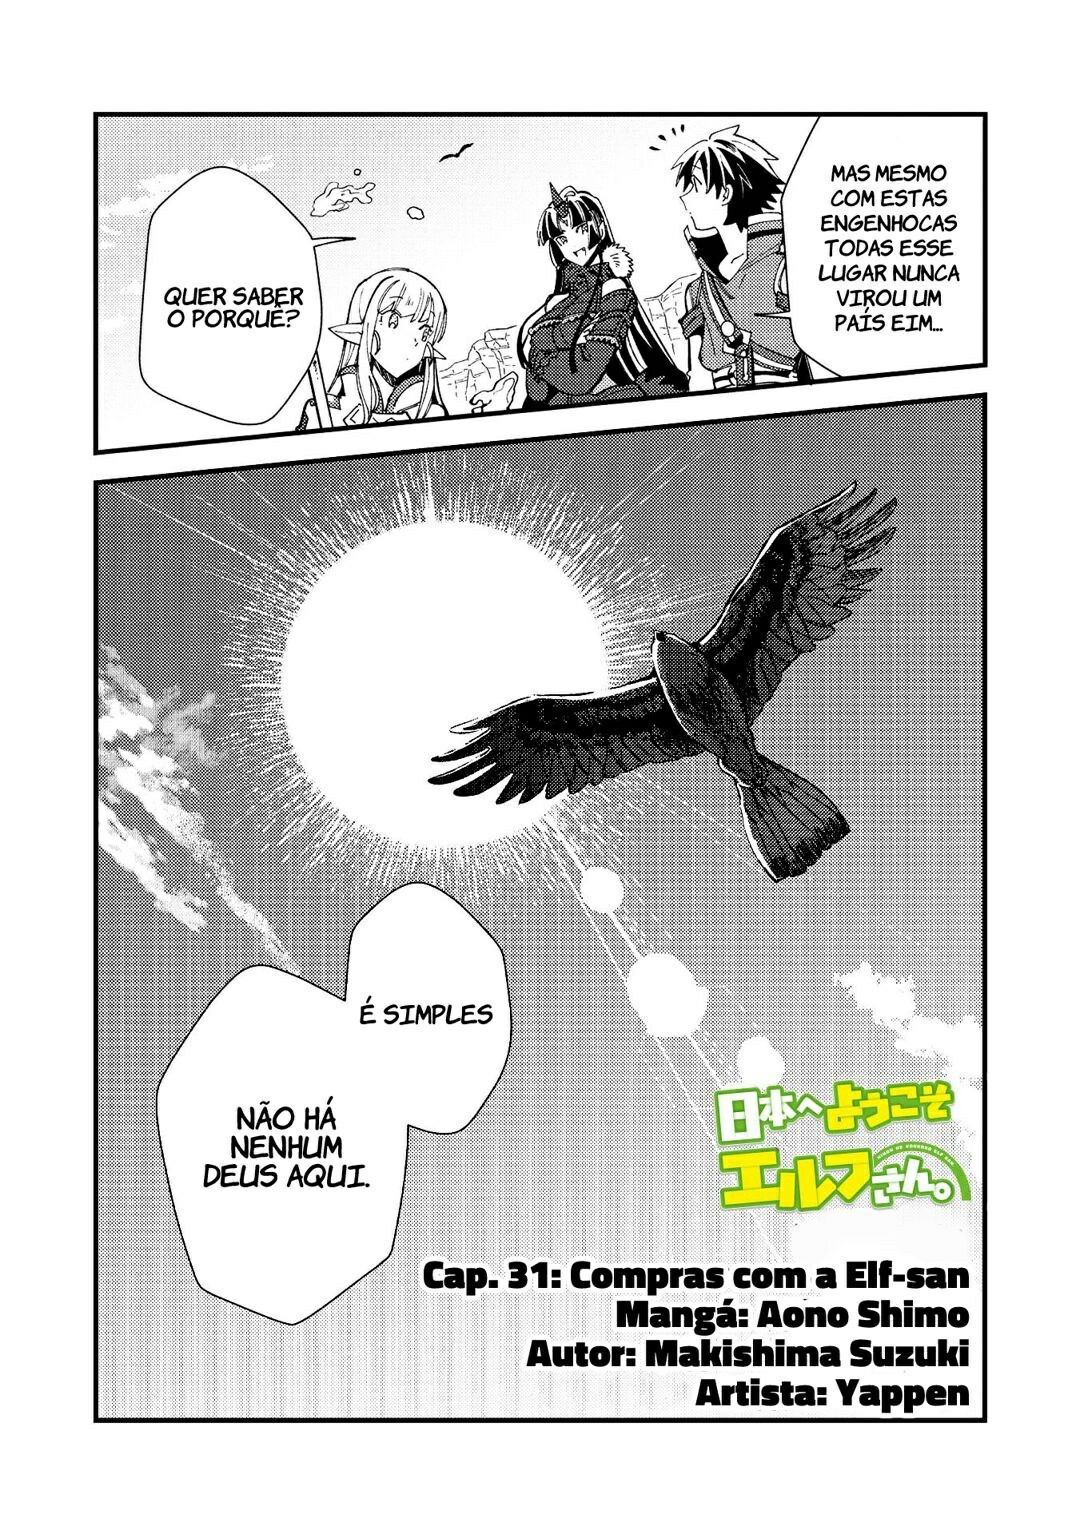 MAS MESMO
COM ESTAS
ENGENHOCAS
TODAS ESSE
LUGAR NUNCA
VIROU UM
PAÍS EIM...
QUER SABER
O PORQUÊ?
É SIMPLES
NÃO HÁ
NENHUM
DEUS AQUI.
日本へようこそ
エルフさん。
Cap. 31: Compras com a Elf-san
Mangá: Aono Shimo
Autor: Makishima Suzuki
Artista: Yappen